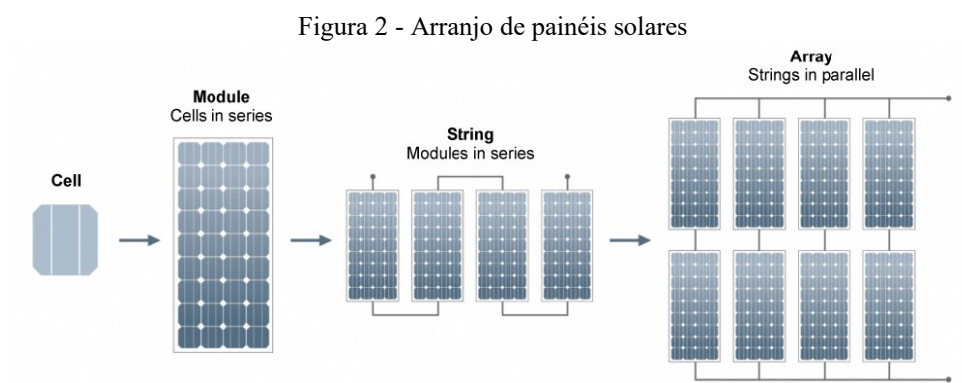 Figura 2 - Arranjo de painéis solares
Cell
Module
Cells in series
String
Modules in series
Array
Strings in parallel